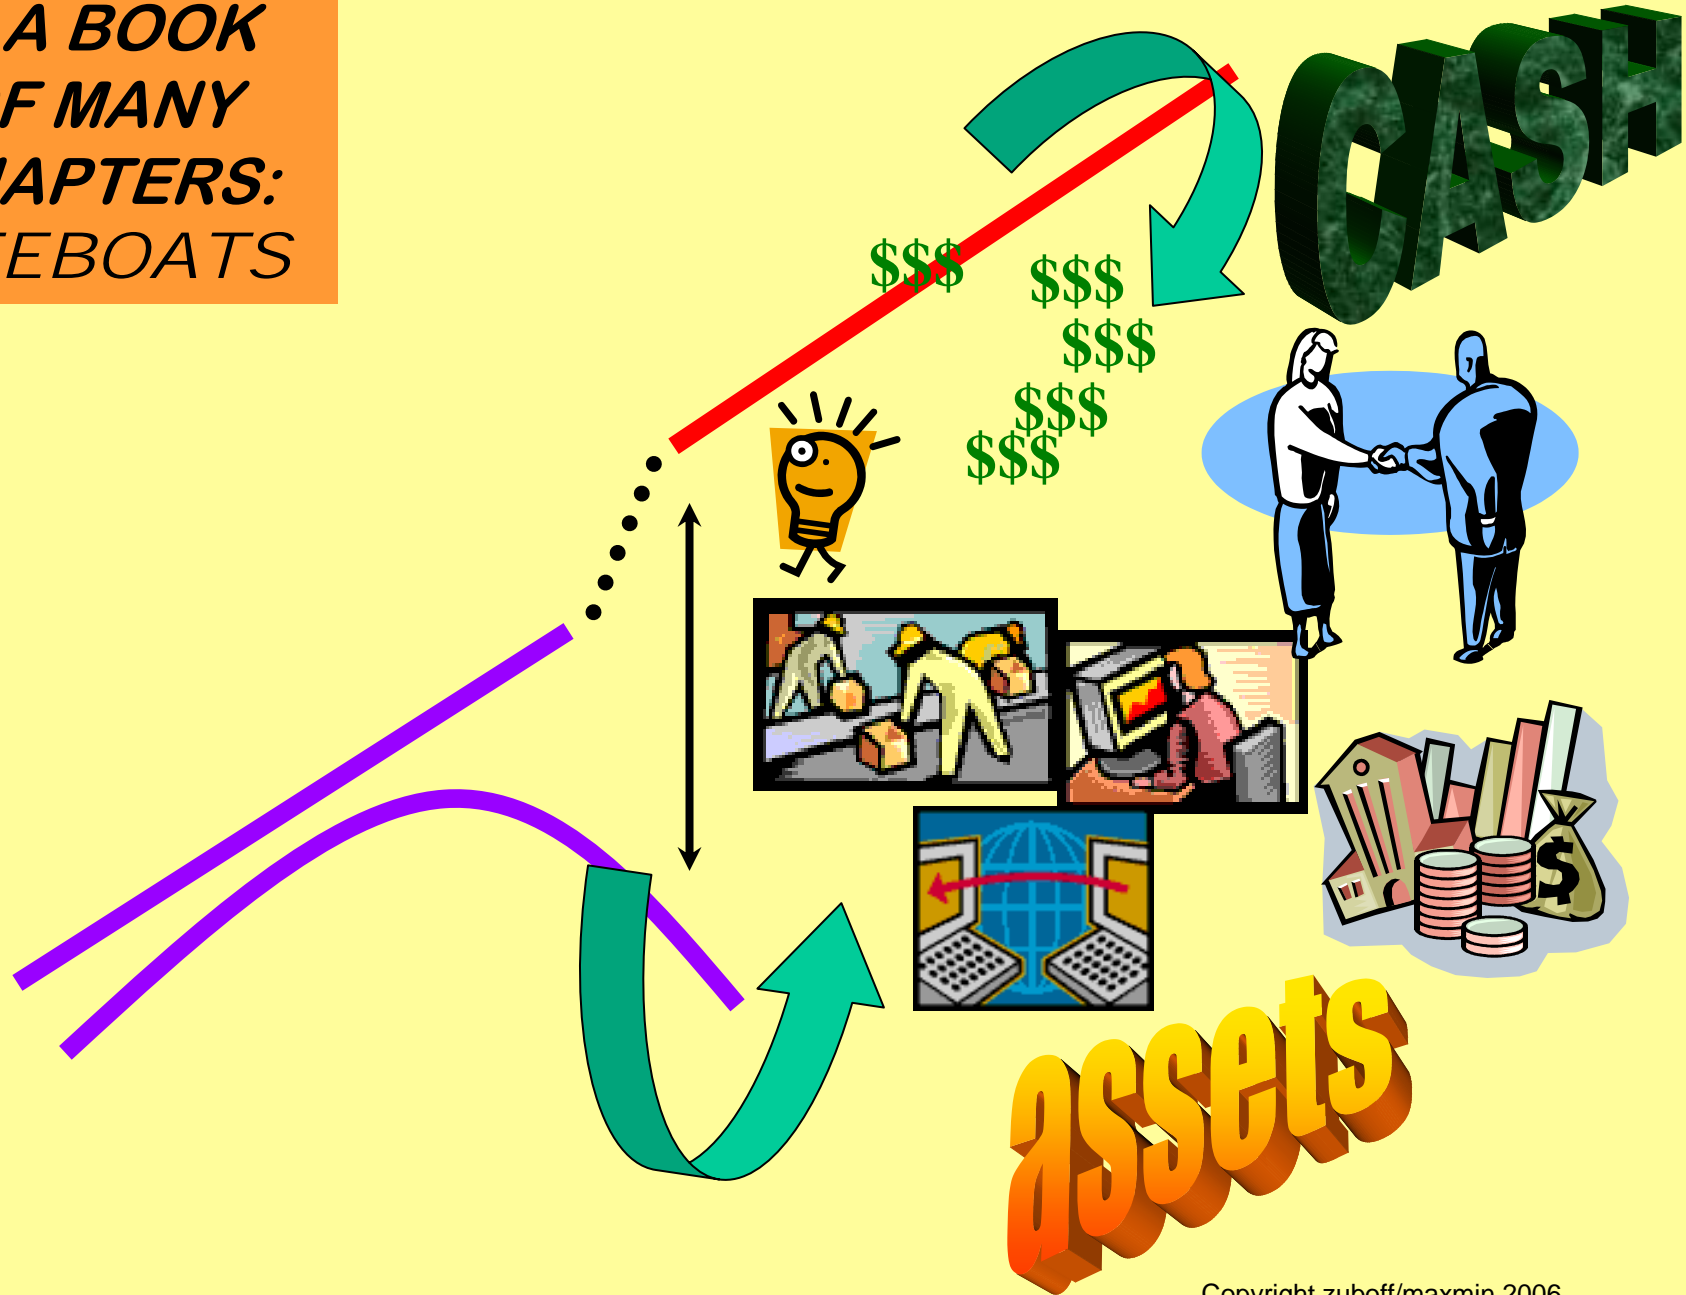 A BOOK
F MANY
APTERS:
EBOATS
CASH
$$$
$$$
$$$
$$$
$$$
$
assets
Copyright zuboff/maxmin 2006